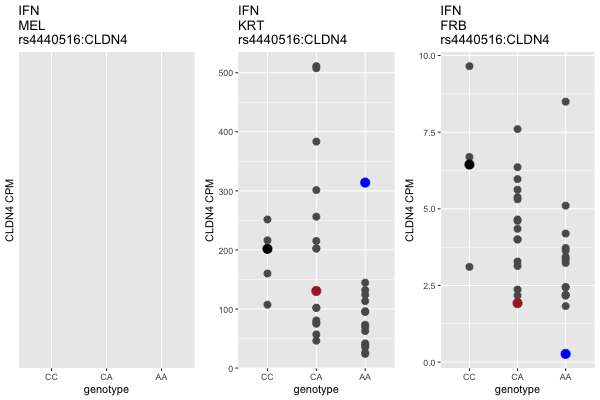 IFN
MEL
rs4440516:CLDN4
CLDN4 CPM
CC
CA
AA
genotype
IFN
KRT
rs4440516:CLDN4
CLDN4 CPM
500
400
300
200
100
0
CC
CA
AA
genotype
IFN
FRB
rs4440516:CLDN4
CLDN4 CPM
10.0
7.5
5.0
2.5
0.0
CC
CA
AA
genotype